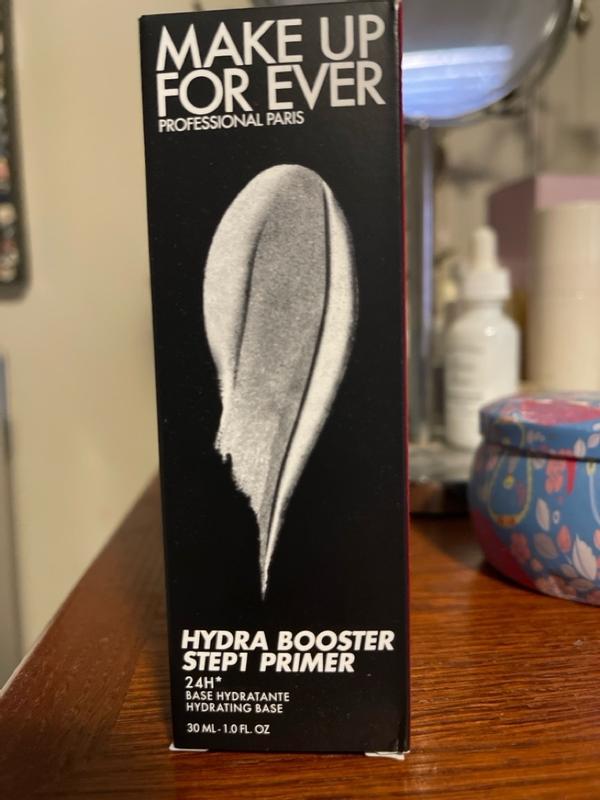 MAKE UP
FOR EVER
PROFESSIONAL PARIS
HYDRA BOOSTER
STEP1 PRIMER
24H*
BASE HYDRATANTE
HYDRATING BASE
30 ML - 1.0 FL. OZ